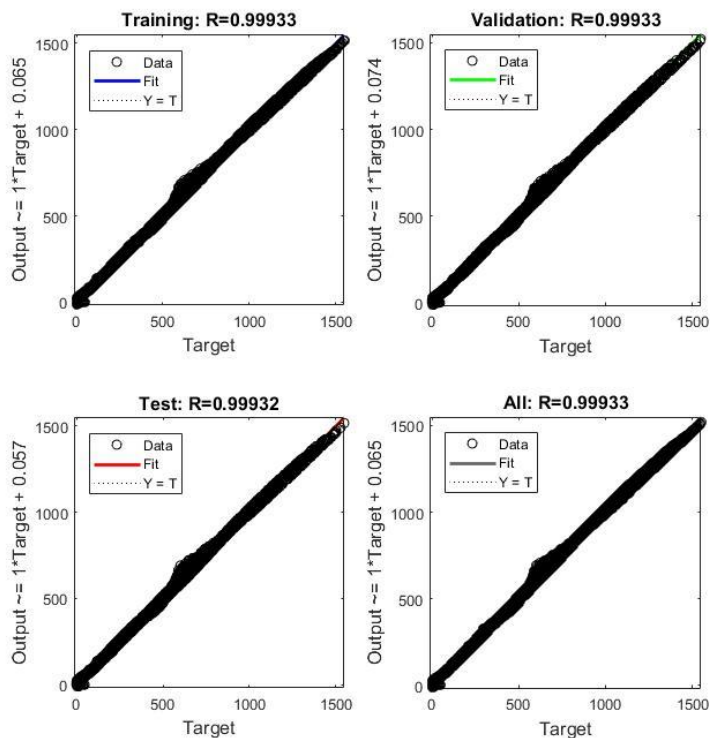 Training: R=0.99933
Output ~= 1*Target + 0.065
1500
1000
500
0
Data
Fit
Y = T
0 500 1000 1500
Target
Validation: R=0.99933
Output ~= 1*Target + 0.074
1500
1000
500
0
Data
Fit
Y = T
0 500 1000 1500
Target
Test: R=0.99932
Output ~= 1*Target + 0.057
1500
1000
500
0
Data
Fit
Y = T
0 500 1000 1500
Target
All: R=0.99933
Output ~= 1*Target + 0.065
1500
1000
500
0
Data
Fit
Y = T
0 500 1000 1500
Target